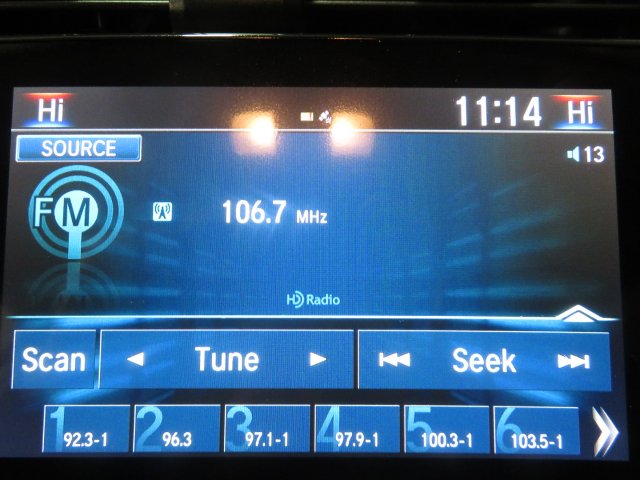 Hi 11:14 Hi
SOURCE 13
FM 106.7 MHz
HD Radio
Scan Tune Seek
1 92.3-1 2 96.3 3 97.1-1 4 97.9-1 5 100.3-1 6 103.5-1